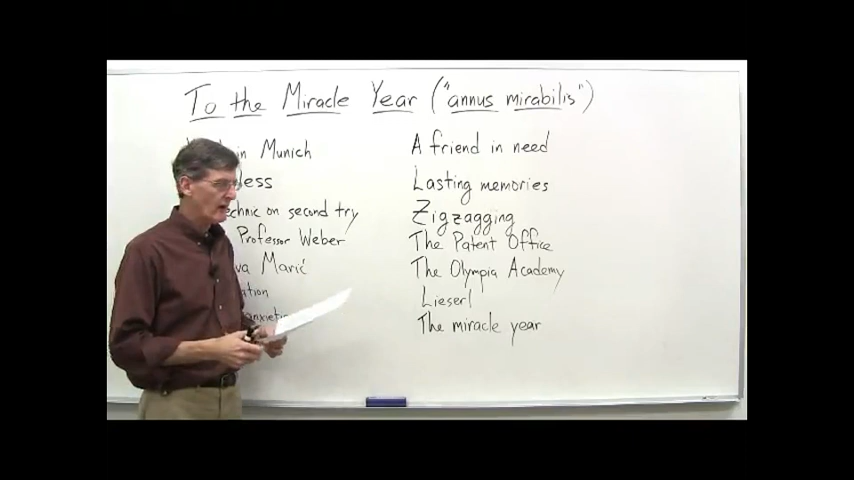 To the Miracle Year ("annus mirabilis")
in Munich
Professor Weber
on second try
Marić
A friend in need
Lasting memories
Zigzagging
The Patent Office
The Olympia Academy
Lieserl
The miracle year